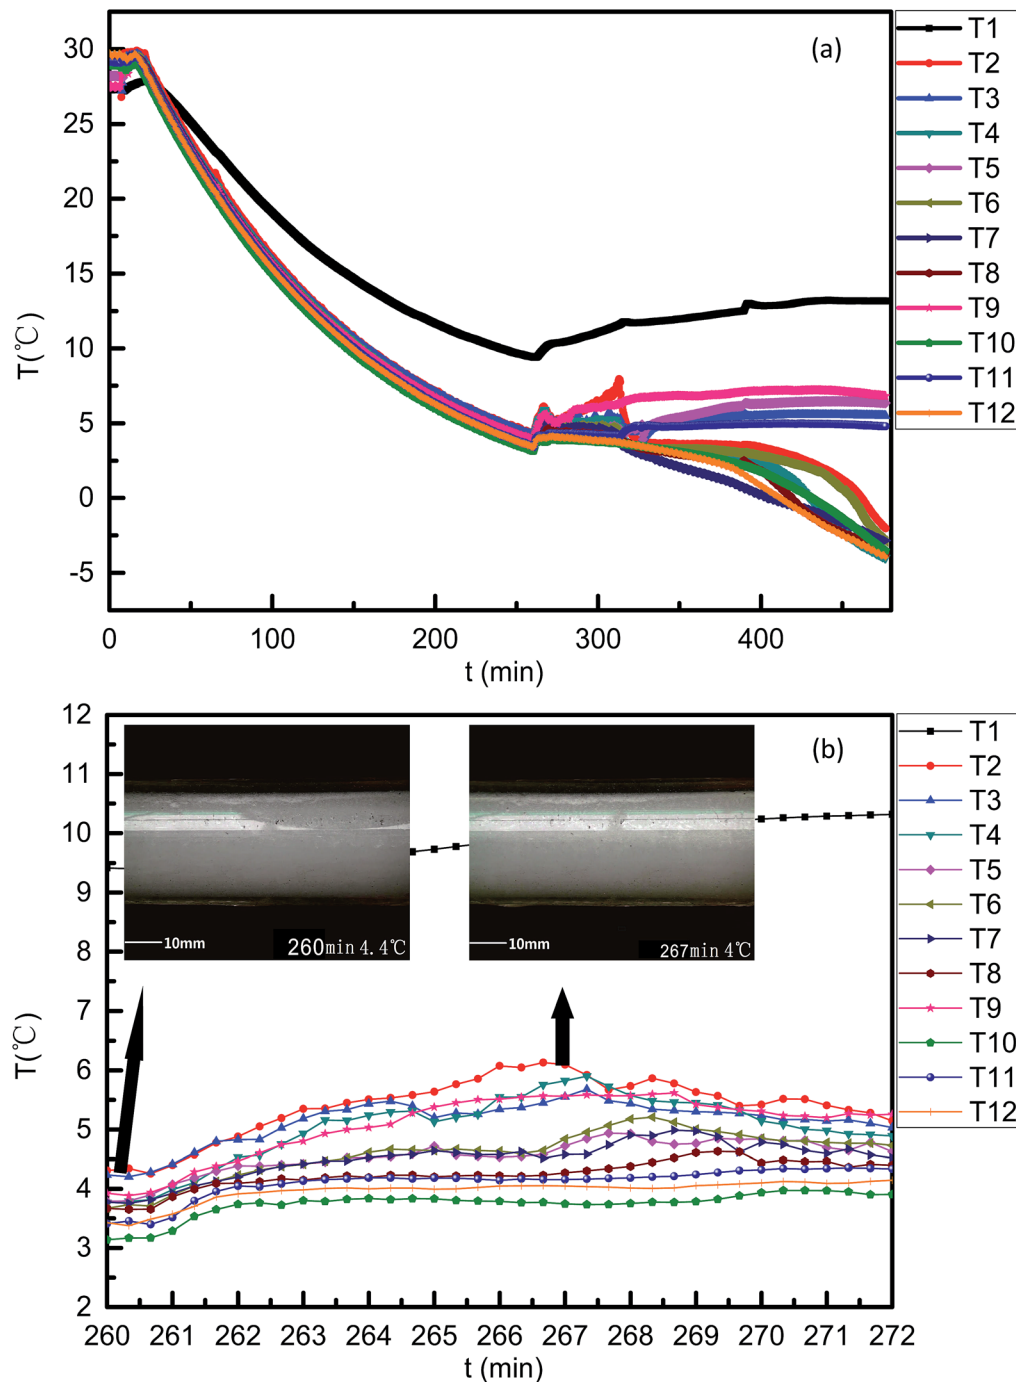 (a)
T(℃)
30
25
20
15
10
5
0
-5
0 100 200 300 400
t (min)
T1
T2
T3
T4
T5
T6
T7
T8
T9
T10
T11
T12
(b)
T(℃)
12
11
10
9
8
7
6
5
4
3
2
10mm
260min 4.4℃
10mm
267min 4℃
260 261 262 263 264 265 266 267 268 269 270 271 272
t (min)
T1
T2
T3
T4
T5
T6
T7
T8
T9
T10
T11
T12